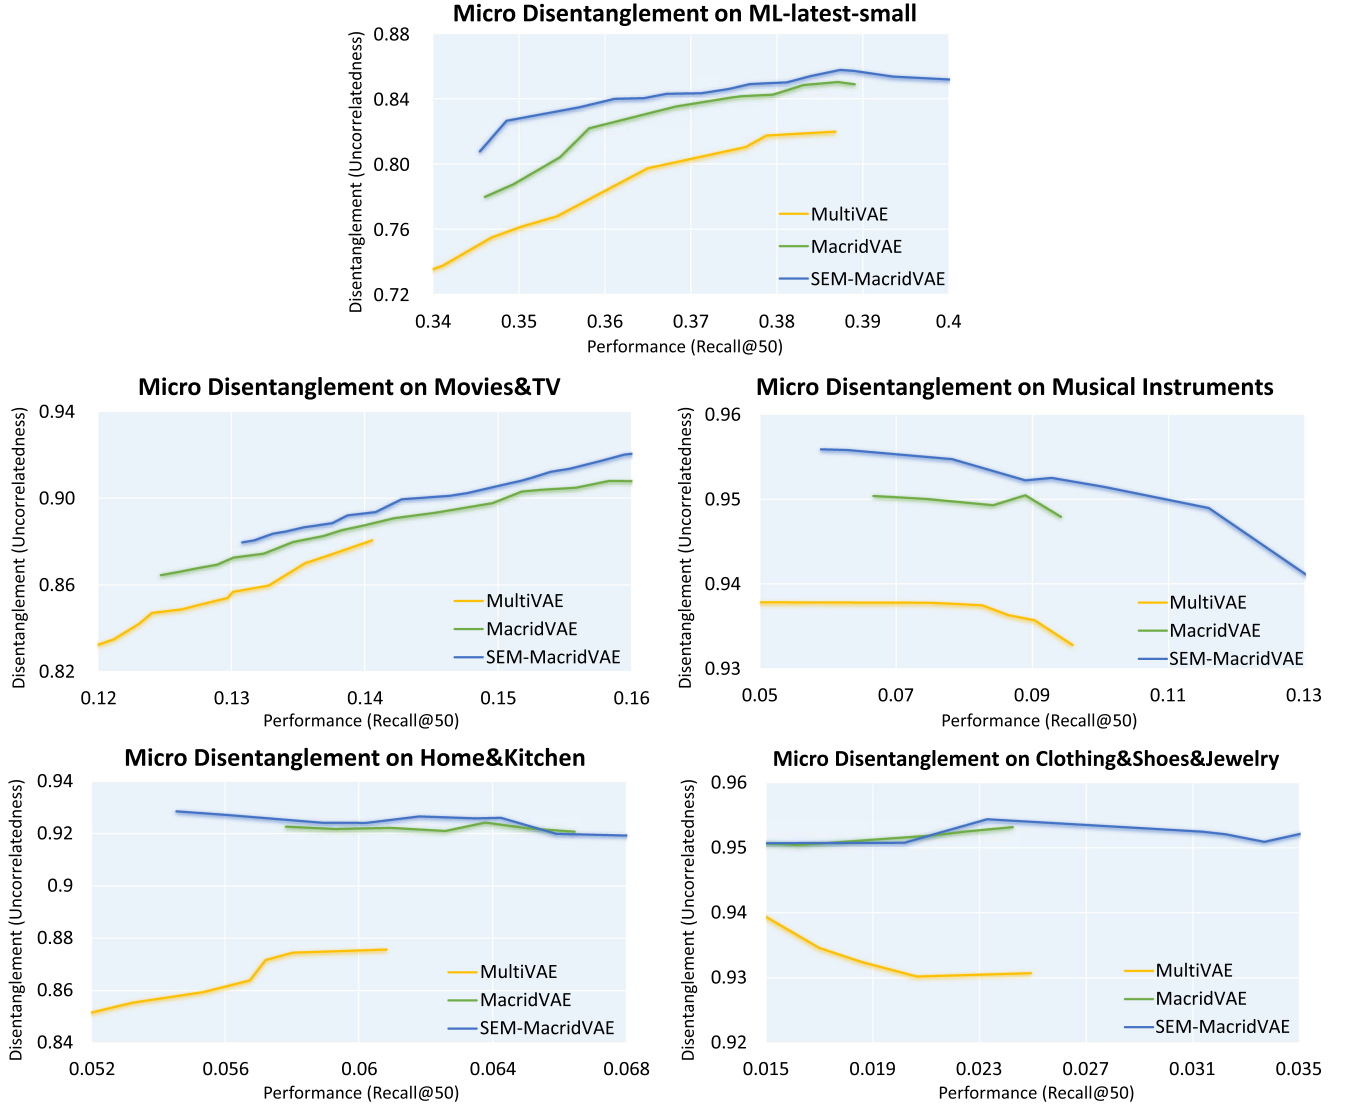 Micro Disentanglement on ML-latest-small
Disentanglement (Uncorrelatedness)
0.88
0.84
0.80
0.76
0.72
MultiVAE
MacridVAE
SEM-MacridVAE
0.34 0.35 0.36 0.37 0.38 0.39 0.4
Performance (Recall@50)
Micro Disentanglement on Movies&TV
Disentanglement (Uncorrelatedness)
0.94
0.90
0.86
0.82
MultiVAE
MacridVAE
SEM-MacridVAE
0.12 0.13 0.14 0.15 0.16
Performance (Recall@50)
Micro Disentanglement on Musical Instruments
Disentanglement (Uncorrelatedness)
0.96
0.95
0.94
0.93
MultiVAE
MacridVAE
SEM-MacridVAE
0.05 0.07 0.09 0.11 0.13
Performance (Recall@50)
Micro Disentanglement on Home&Kitchen
Disentanglement (Uncorrelatedness)
0.94
0.92
0.9
0.88
0.86
0.84
MultiVAE
MacridVAE
SEM-MacridVAE
0.052 0.056 0.06 0.064 0.068
Performance (Recall@50)
Micro Disentanglement on Clothing&Shoes&Jewelry
Disentanglement (Uncorrelatedness)
0.96
0.95
0.94
0.93
0.92
MultiVAE
MacridVAE
SEM-MacridVAE
0.015 0.019 0.023 0.027 0.031 0.035
Performance (Recall@50)